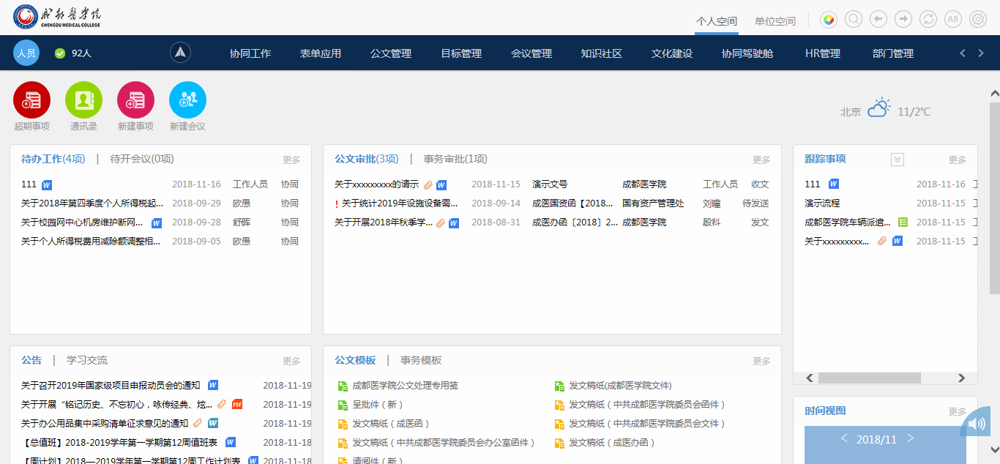 成都医学院
CHENGDU MEDICAL COLLEGE
个人空间 单位空间 A8
人员 92人 协同工作 表单应用 公文管理 目标管理 会议管理 知识社区 文化建设 协同驾驶舱 HR管理 部门管理
超期事项 通讯录 新建事项 新建会议
北京 11/2℃
待办工作(4项) | 待开会议(0项) 更多
111 W 2018-11-16 工作人员 协同
关于2018年第四季度个人所得税起... 2018-09-29 欧愚 协同
关于校园网中心机房维护断网... W 2018-09-28 舒晖 协同
关于个人所得税费用减除额调整相... 2018-09-05 欧愚 协同
公文审批(3项) | 事务审批(1项) 更多
关于xxxxxxxxx的请示 W 2018-11-15 演示文号 成都医学院 工作人员 收文
! 关于统计2019年设施设备需... 2018-09-14 成医国资函【2018... 国有资产管理处 刘曈 待发送
关于开展2018年秋季学... W 2018-08-31 成医办函〔2018〕2... 成都医学院 殷科 发文
跟踪事项 更多
111 W 2018-11-16
演示流程 2018-11-15
成都医学院车辆派遣... 2018-11-15
关于xxxxxxxxx... W 2018-11-15
公告 | 学习交流 更多
关于召开2019年国家级项目申报动员会的通知 W 2018-11-19
关于开展“铭记历史、不忘初心，咏传经典、炫... PDF 2018-11-19
关于办公用品集中采购清单征求意见的通知 W 2018-11-19
【总值班】2018-2019学年第一学期第12周值班表 W 2018-11-18
【周计划】2018—2019学年第一学期第12周工作计划表 W 2018-11-18
公文模板 | 事务模板 更多
成都医学院公文处理专用笺 发文稿纸(成都医学院文件)
呈批件（新） 发文稿纸（中共成都医学院委员会函件）
发文稿纸（成医函） 发文稿纸（中共成都医学院委员会文件）
发文稿纸（中共成都医学院委员会办公室函件） 发文稿纸（成医办函）
请阅件（新）
时间视图 更多
< 2018/11 >